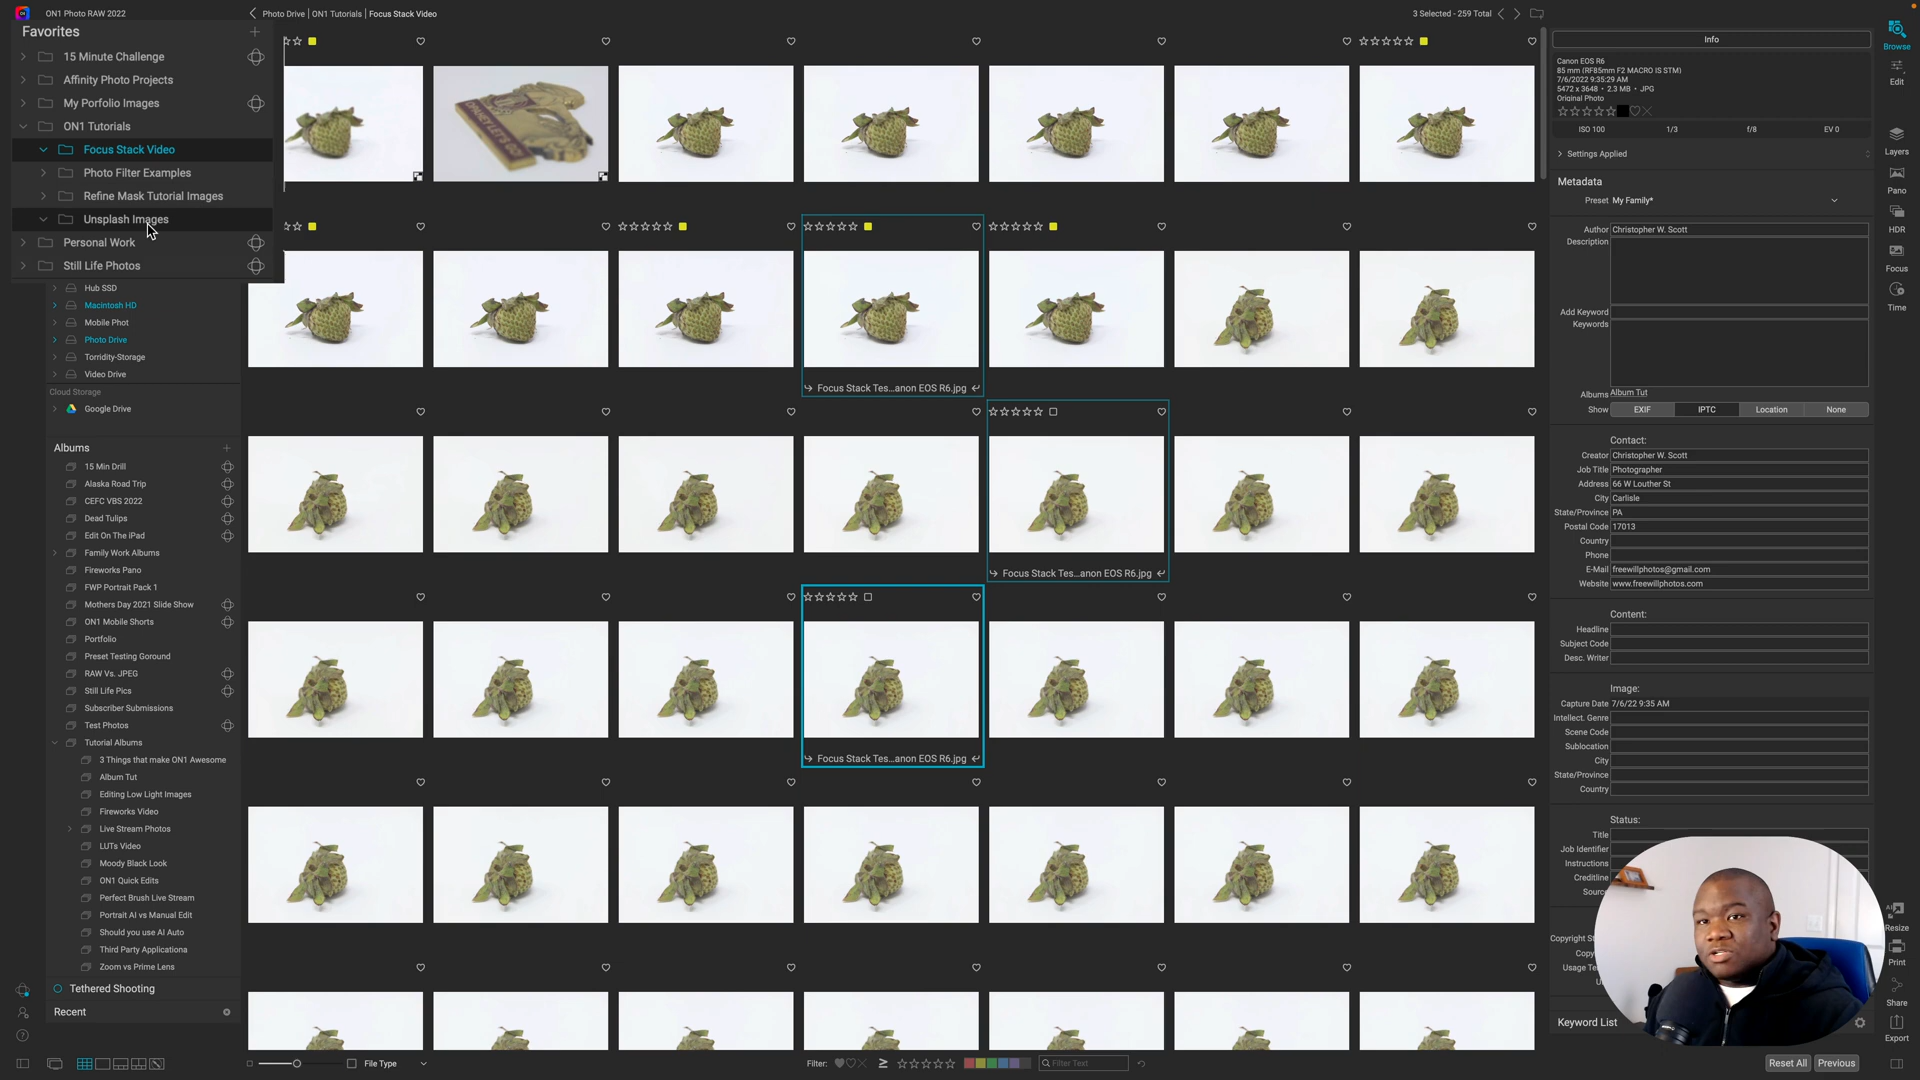 ON1 Photo RAW 2022
Photo Drive | ON1 Tutorials | Focus Stack Video
3 Selected - 259 Total
Favorites
15 Minute Challenge
Affinity Photo Projects
My Porfolio Images
ON1 Tutorials
Focus Stack Video
Photo Filter Examples
Refine Mask Tutorial Images
Unsplash Images
Personal Work
Still Life Photos
Hub SSD
Macintosh HD
Mobile Phot
Photo Drive
Torridity-Storage
Video Drive
Cloud Storage
Google Drive
Albums
15 Min Drill
Alaska Road Trip
CEFC VBS 2022
Dead Tulips
Edit On The iPad
Family Work Albums
Fireworks Pano
FWP Portrait Pack 1
Mothers Day 2021 Slide Show
ON1 Mobile Shorts
Portfolio
Preset Testing Goround
RAW Vs. JPEG
Still Life Pics
Subscriber Submissions
Test Photos
Tutorial Albums
3 Things that make ON1 Awesome
Album Tut
Editing Low Light Images
Fireworks Video
Live Stream Photos
LUTs Video
Moody Black Look
ON1 Quick Edits
Perfect Brush Live Stream
Portrait AI vs Manual Edit
Should you use AI Auto
Third Party Applicationa
Zoom vs Prime Lens
Tethered Shooting
Recent
Focus Stack Tes...anon EOS R6.jpg
Focus Stack Tes...anon EOS R6.jpg
Focus Stack Tes...anon EOS R6.jpg
File Type
Filter:
Filter Text
Info
Canon EOS R6
85 mm (RF85mm F2 MACRO IS STM)
7/6/2022 9:35:29 AM
5472 x 3648 • 2.3 MB • JPG
Original Photo
ISO 100 1/3 f/8 EV 0
Settings Applied
Metadata
Preset My Family*
Author Christopher W. Scott
Description
Add Keyword
Keywords
Albums Album Tut
Show EXIF IPTC Location None
Contact:
Creator Christopher W. Scott
Job Title Photographer
Address 66 W Louther St
City Carlisle
State/Province PA
Postal Code 17013
Country
Phone
E-Mail freewillphotos@gmail.com
Website www.freewillphotos.com
Content:
Headline
Subject Code
Desc. Writer
Image:
Capture Date 7/6/22 9:35 AM
Intellect. Genre
Scene Code
Sublocation
City
State/Province
Country
Status:
Title
Job Identifier
Instructions
Creditline
Keyword List
Reset All
Previous
Browse
Edit
Layers
Pano
HDR
Focus
Time
Resize
Print
Share
Export